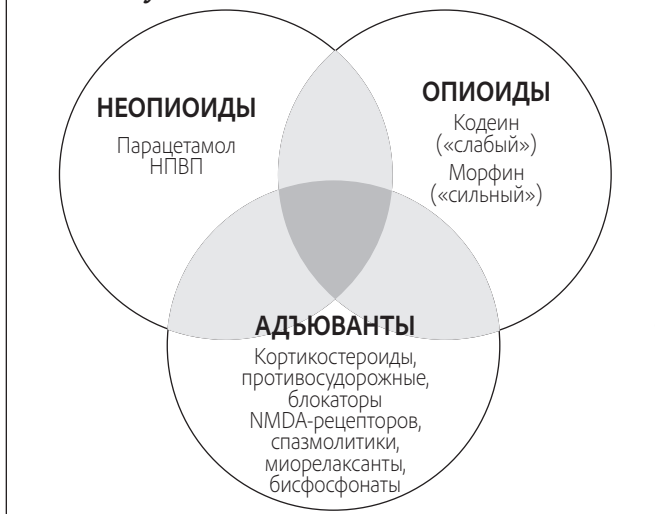 НЕОПИОИДЫ
Парацетамол
НПВП
ОПИОИДЫ
Кодеин
(«слабый»)
Морфин
(«сильный»)
АДЪЮВАНТЫ
Кортикостероиды,
противосудорожные,
блокаторы
NMDA-рецепторов,
спазмолитики,
миорелаксанты,
бисфосфонаты